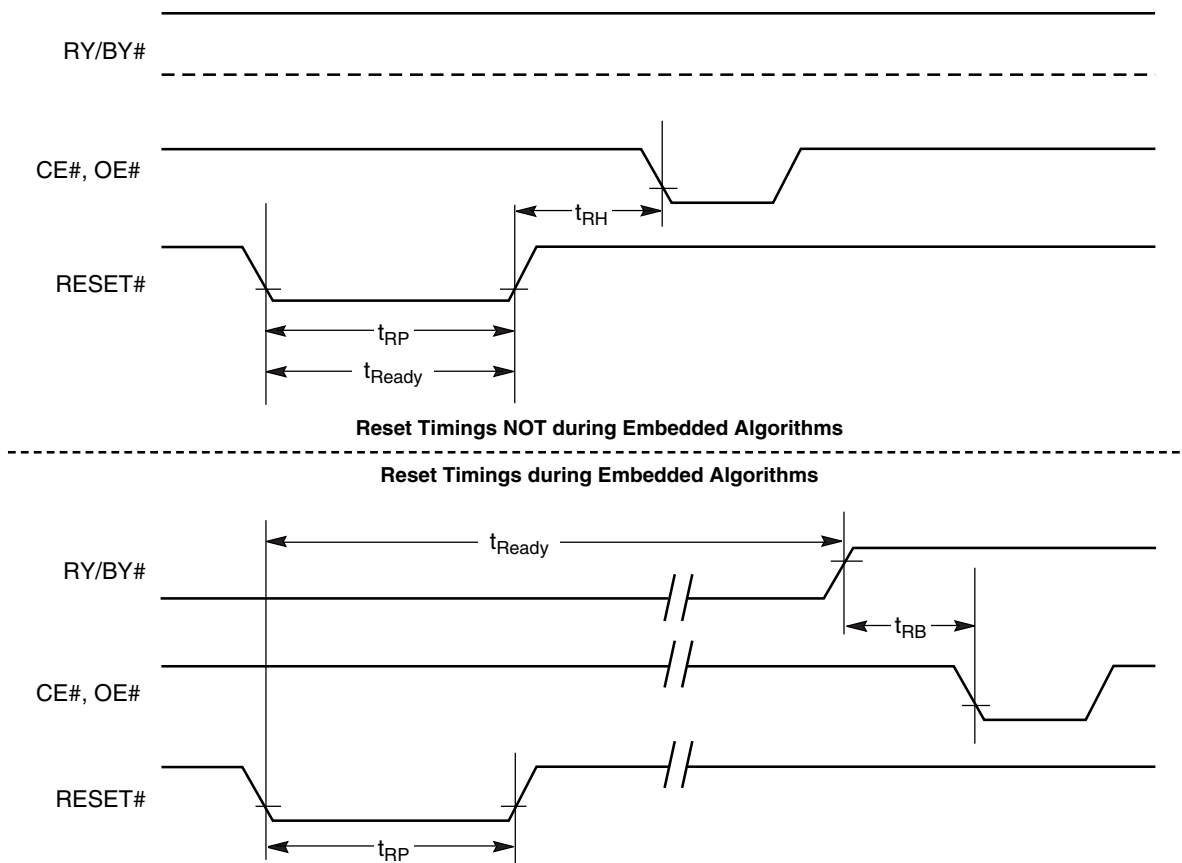 RY/BY#
CE#, OE#
tRH
RESET#
tRP
tReady
Reset Timings NOT during Embedded Algorithms
Reset Timings during Embedded Algorithms
tReady
RY/BY#
tRB
CE#, OE#
RESET#
tRP